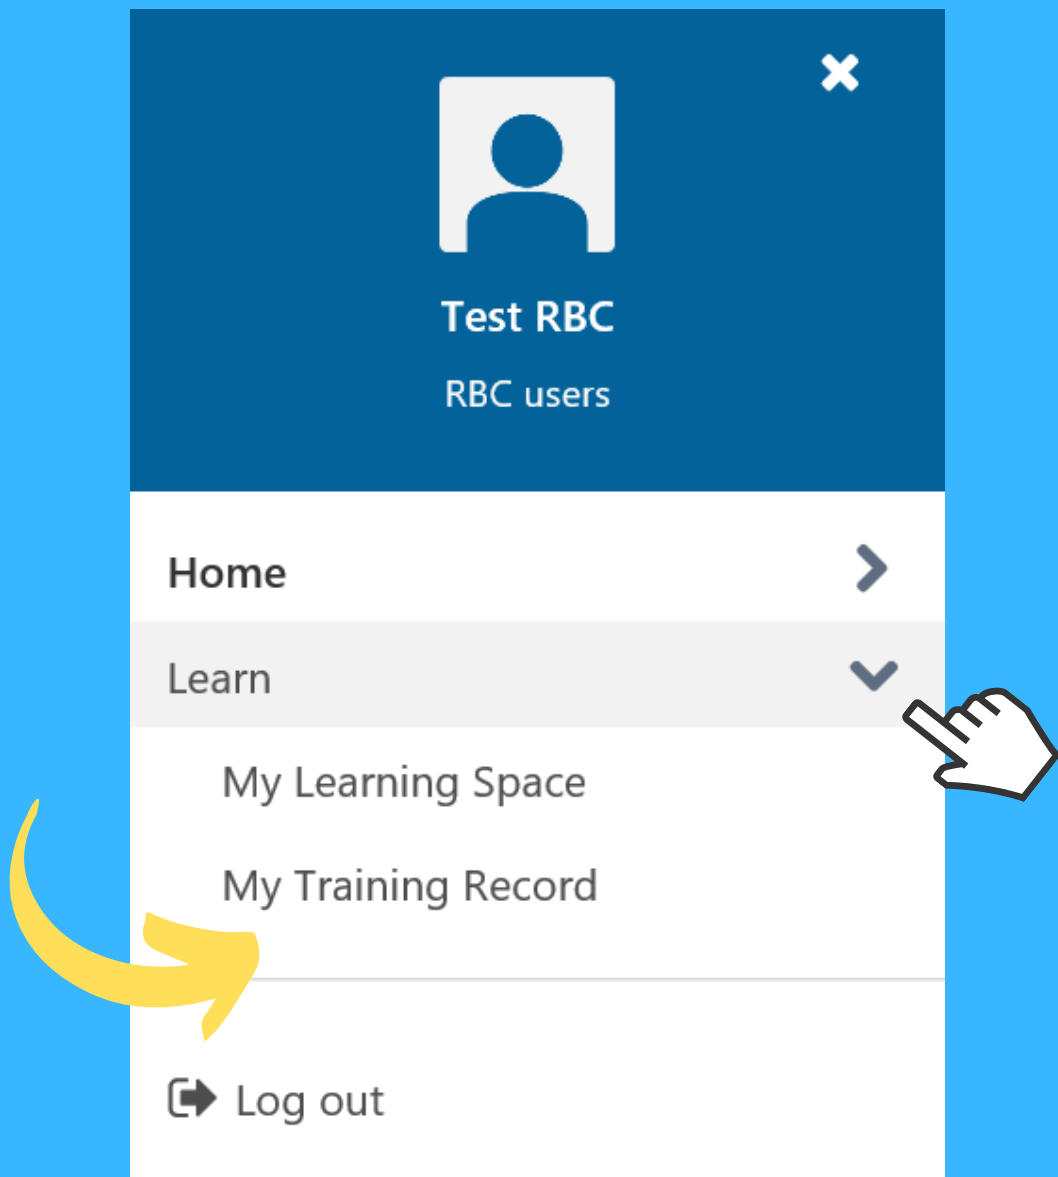 Test RBC
RBC users
Home
Learn
My Learning Space
My Training Record
Log out